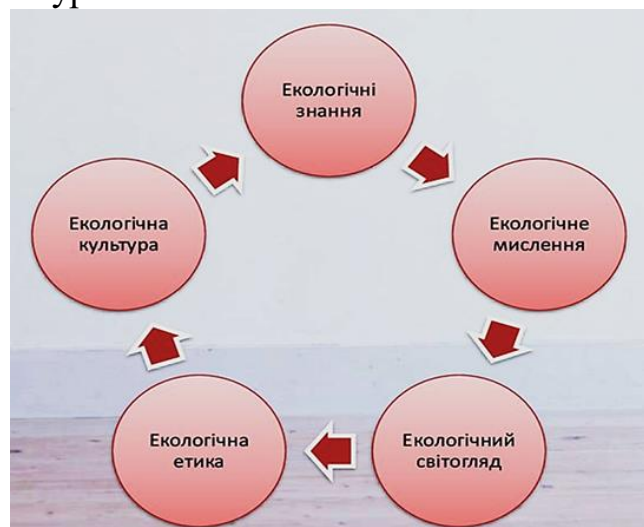 Екологічні
знання
Екологічне
мислення
Екологічний
світогляд
Екологічна
етика
Екологічна
культура